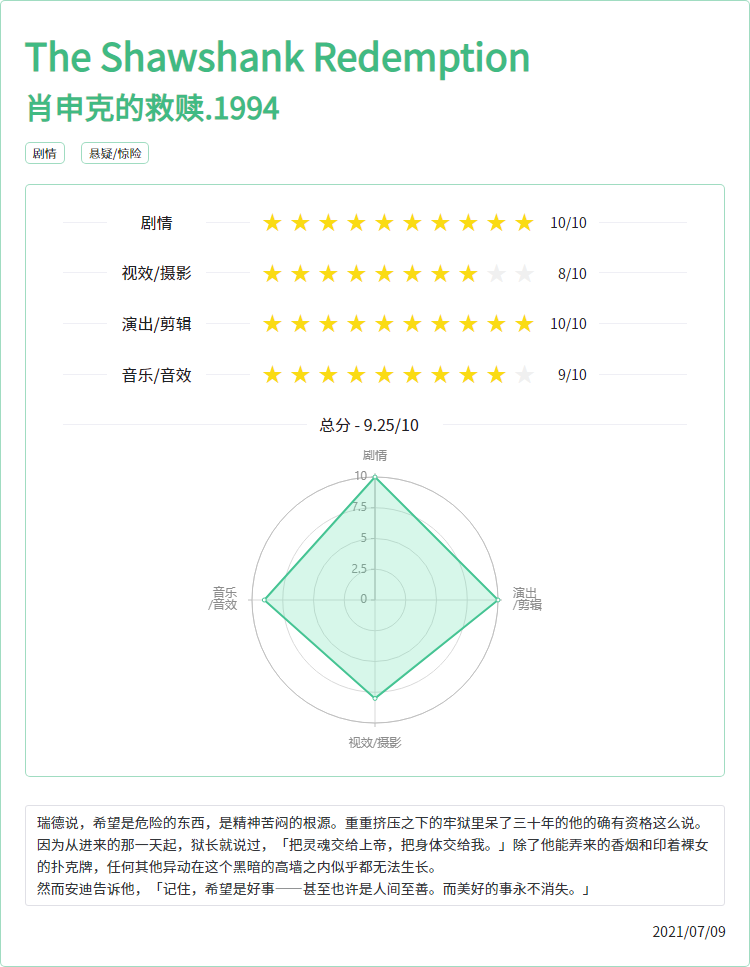 The Shawshank Redemption
肖申克的救赎.1994
剧情 悬疑/惊险
剧情 ★★★★★★★★★★ 10/10
视效/摄影 ★★★★★★★★★★ 8/10
演出/剪辑 ★★★★★★★★★★ 10/10
音乐/音效 ★★★★★★★★★★ 9/10
总分 - 9.25/10
剧情
10
7.5
5
2.5
0
音乐
/音效
演出
/剪辑
视效/摄影
瑞德说，希望是危险的东西，是精神苦闷的根源。重重挤压之下的牢狱里呆了三十年的他的确有资格这么说。
因为从进来的那一天起，狱长就说过，「把灵魂交给上帝，把身体交给我。」除了他能弄来的香烟和印着裸女
的扑克牌，任何其他异动在这个黑暗的高墙之内似乎都无法生长。
然而安迪告诉他，「记住，希望是好事——甚至也许是人间至善。而美好的事永不消失。」
2021/07/09